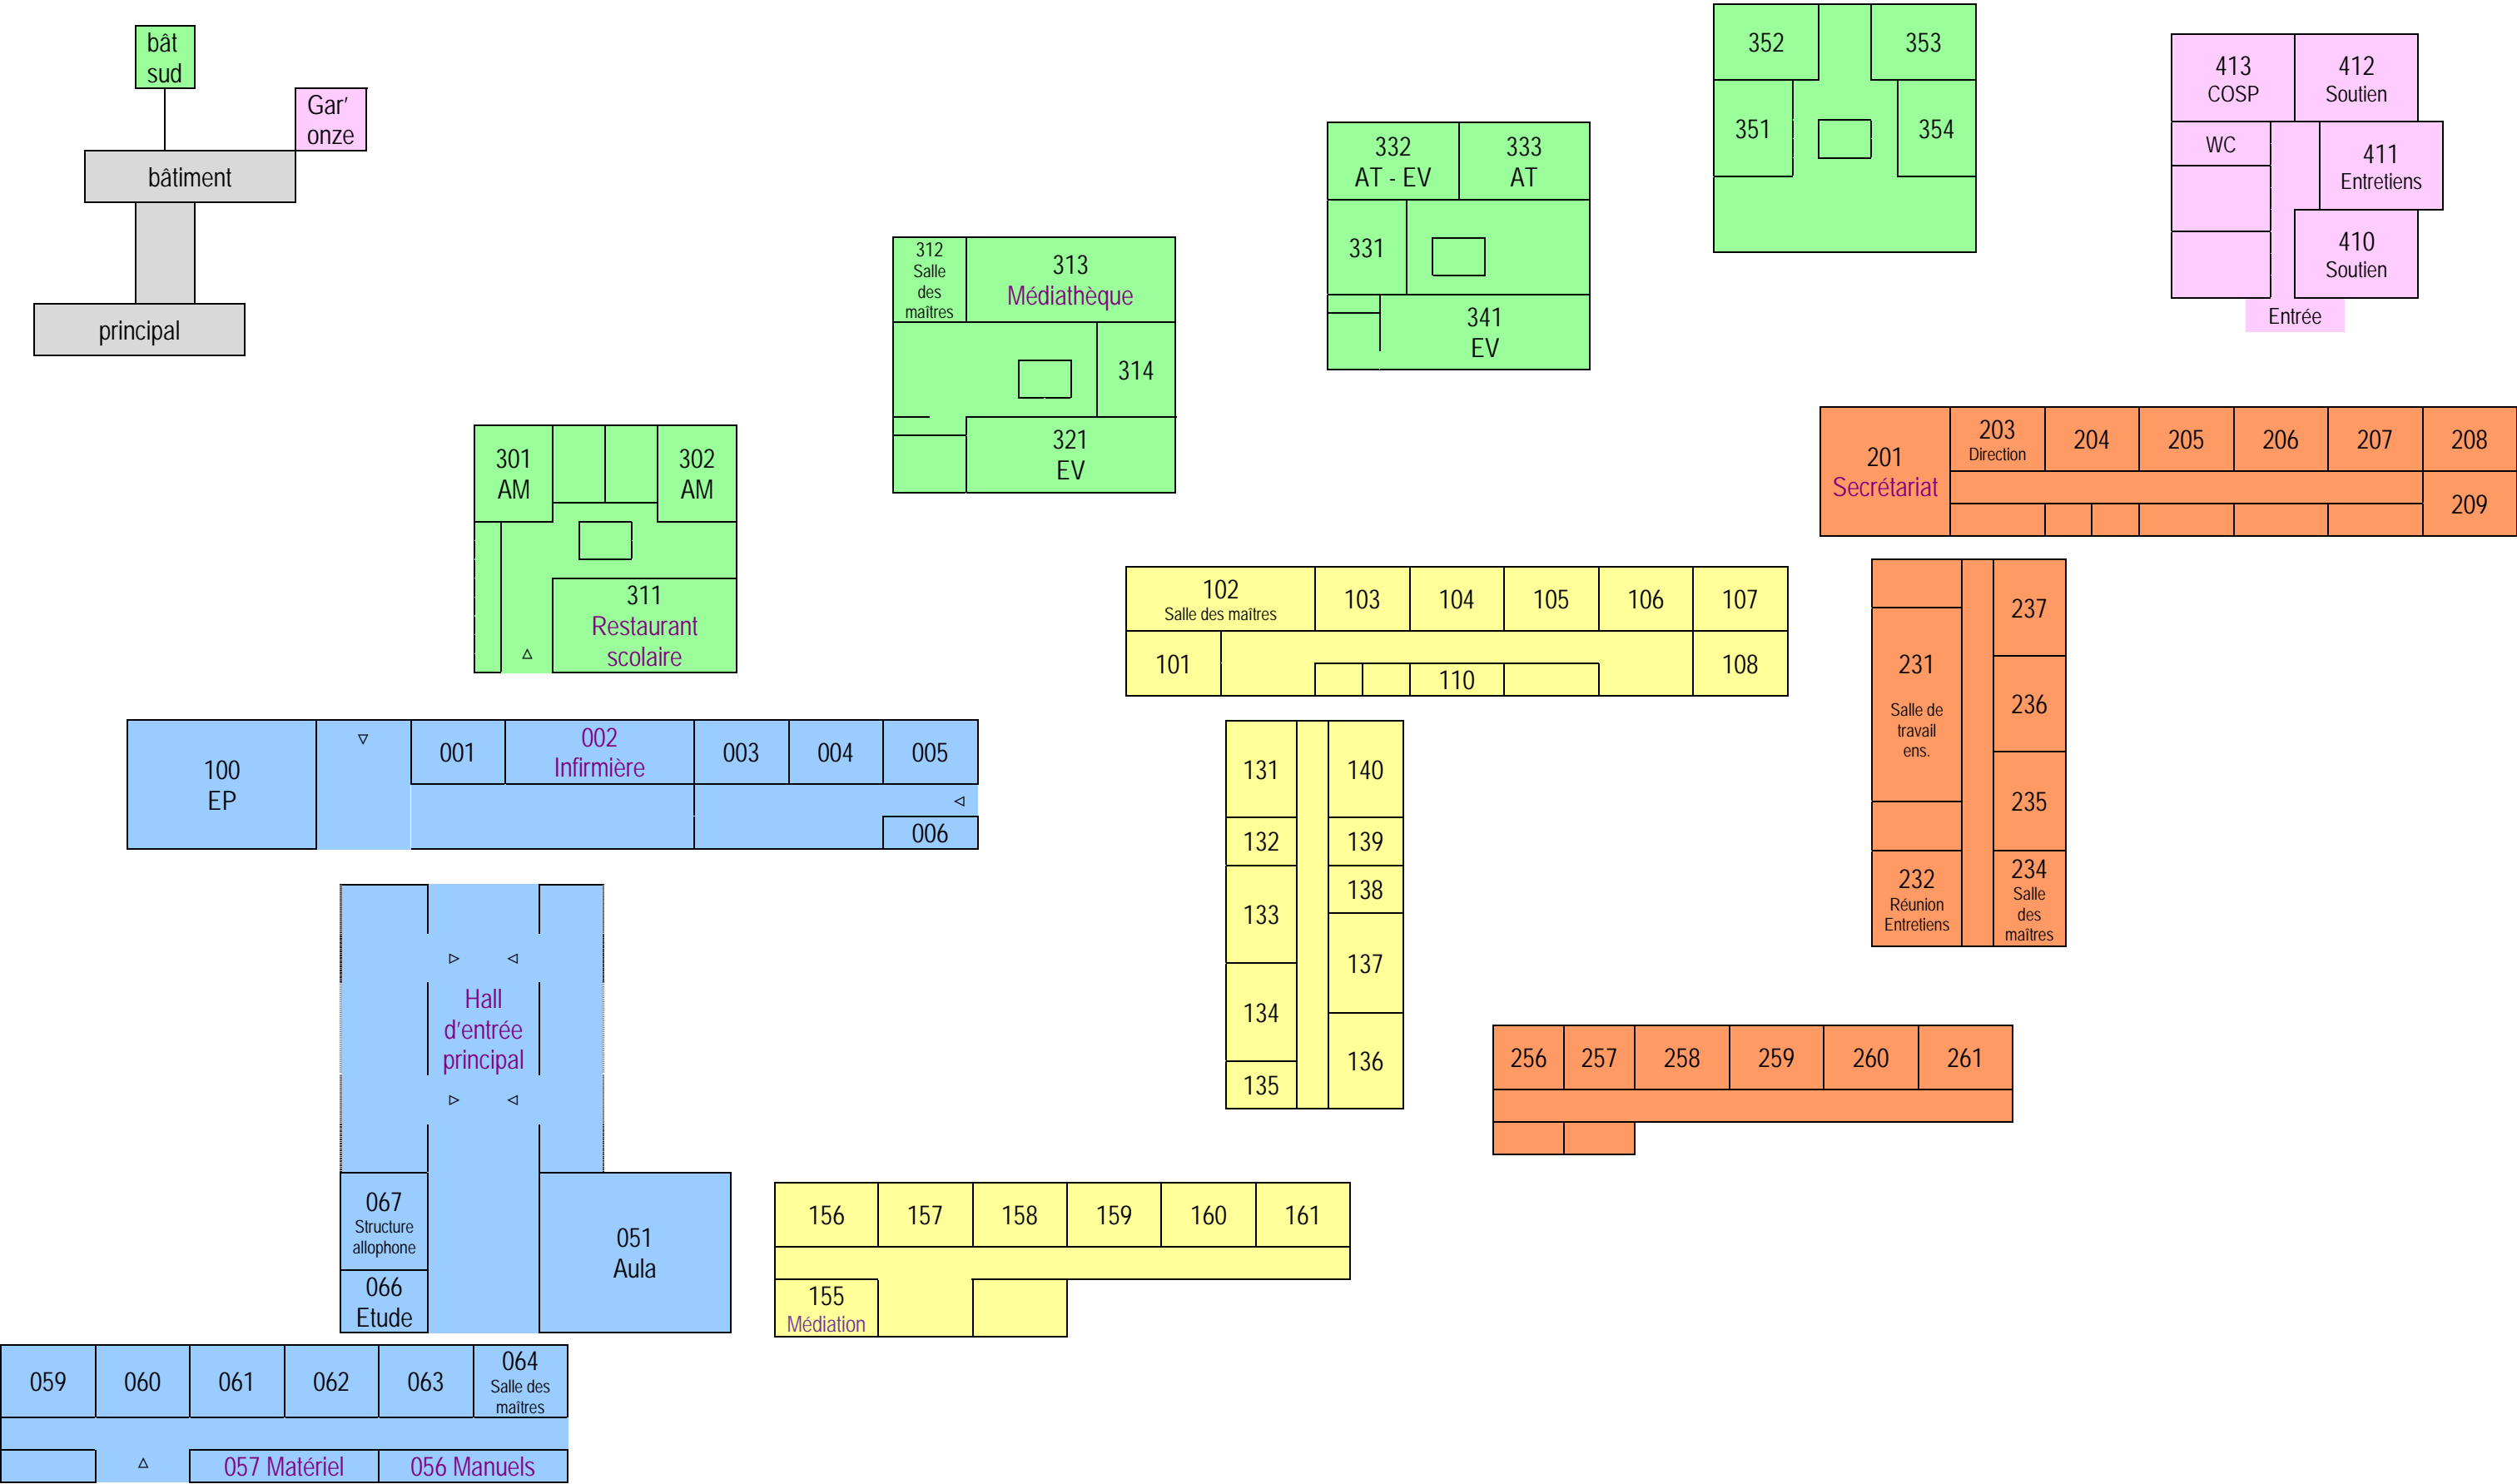 bât
sud
Gar'
onze
bâtiment
principal
352
353
351
354
413
COSP
412
Soutien
WC
411
Entretiens
410
Soutien
Entrée
332
AT - EV
333
AT
331
341
EV
312
Salle
des
maîtres
313
Médiathèque
314
321
EV
301
AM
302
AM
311
Restaurant
scolaire
201
Secrétariat
203
Direction
204
205
206
207
208
209
102
Salle des maîtres
103
104
105
106
107
101
110
108
237
231
Salle de
travail
ens.
236
235
232
Réunion
Entretiens
234
Salle
des
maîtres
100
EP
001
002
Infirmière
003
004
005
006
131
140
132
139
133
138
137
134
136
135
Hall
d'entrée
principal
256
257
258
259
260
261
067
Structure
allophone
066
Etude
051
Aula
156
157
158
159
160
161
155
Médiation
059
060
061
062
063
064
Salle des
maîtres
057 Matériel
056 Manuels